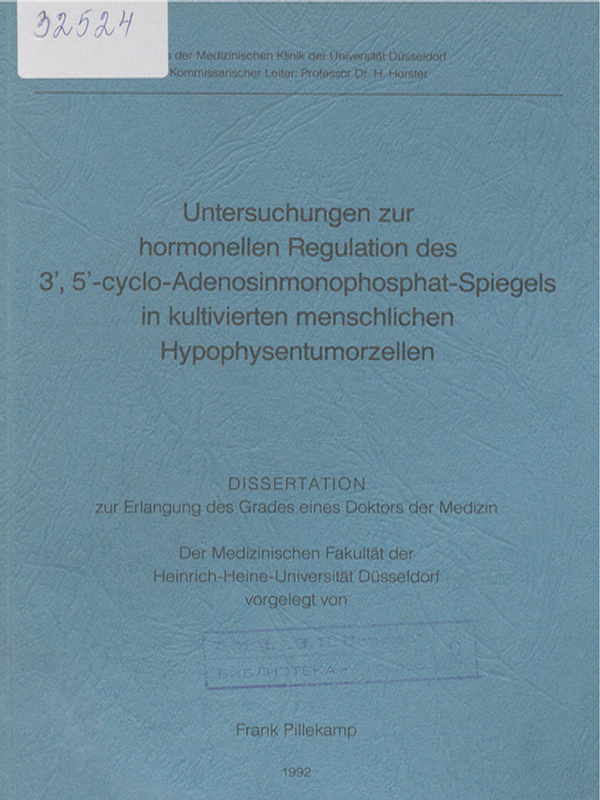 32524
der Medizinischen Klinik der Universität Düsseldorf
Kommissarischer Leiter: Professor Dr. H. Horster
Untersuchungen zur
hormonellen Regulation des
3', 5'-cyclo-Adenosinmonophosphat-Spiegels
in kultivierten menschlichen
Hypophysentumorzellen
DISSERTATION
zur Erlangung des Grades eines Doktors der Medizin
Der Medizinischen Fakultät der
Heinrich-Heine-Universität Düsseldorf
vorgelegt von
БИБЛИОТЕКА
Frank Pillekamp
1992